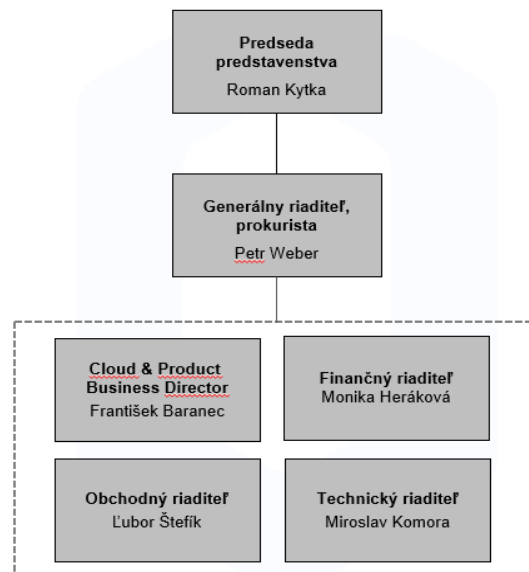 Predseda
predstavenstva
Roman Kytka
Generálny riaditeľ,
prokurista
Petr Weber
Cloud & Product
Business Director
František Baranec
Finančný riaditeľ
Monika Heráková
Obchodný riaditeľ
Ľubor Štefík
Technický riaditeľ
Miroslav Komora